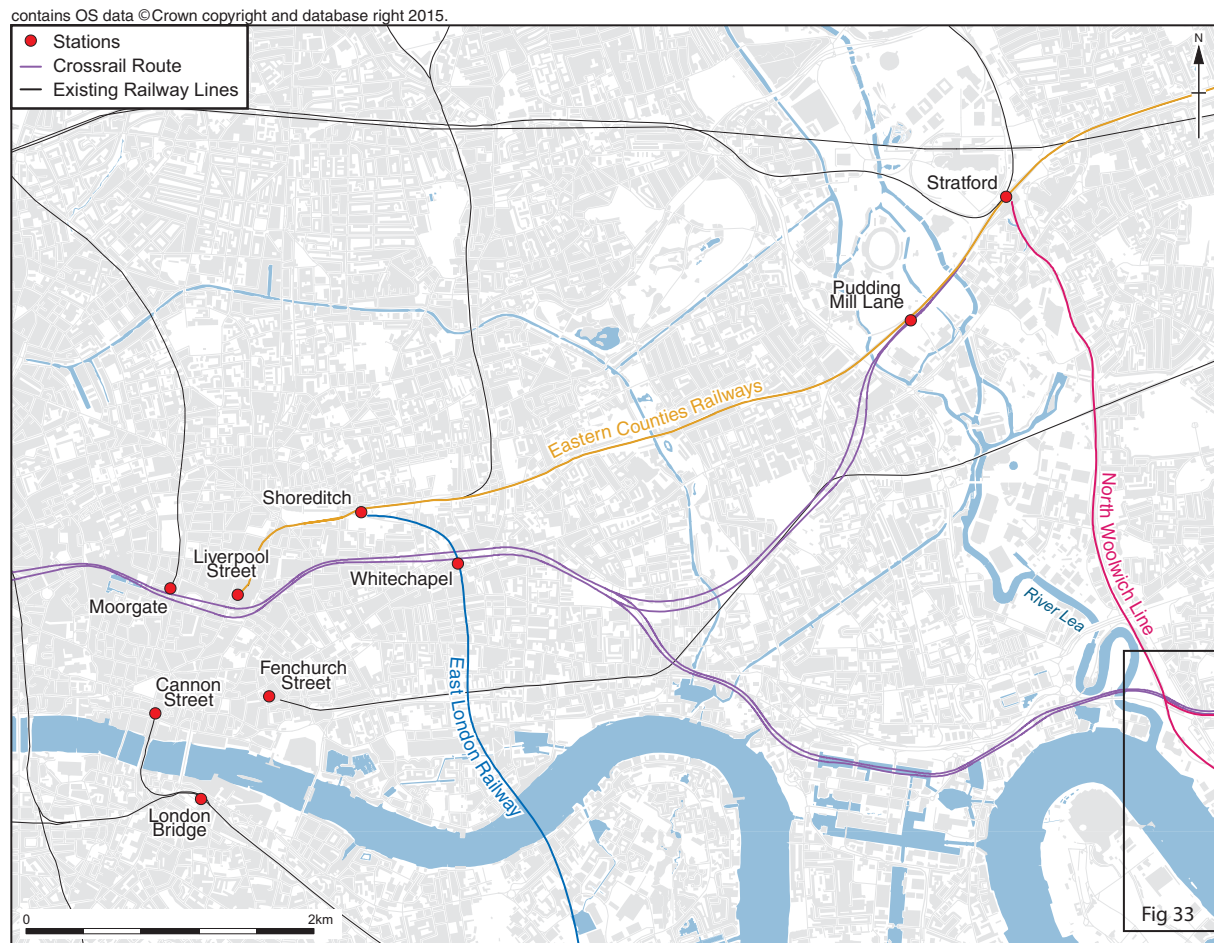 contains OS data ©Crown copyright and database right 2015.
Stations
Crossrail Route
Existing Railway Lines
N
Stratford
Pudding
Mill Lane
Eastern Counties Railways
Shoreditch
Liverpool
Street
Whitechapel
Moorgate
North Woolwich Line
River Lea
Fenchurch
Street
Cannon
Street
East London Railway
London
Bridge
0 2km
Fig 33